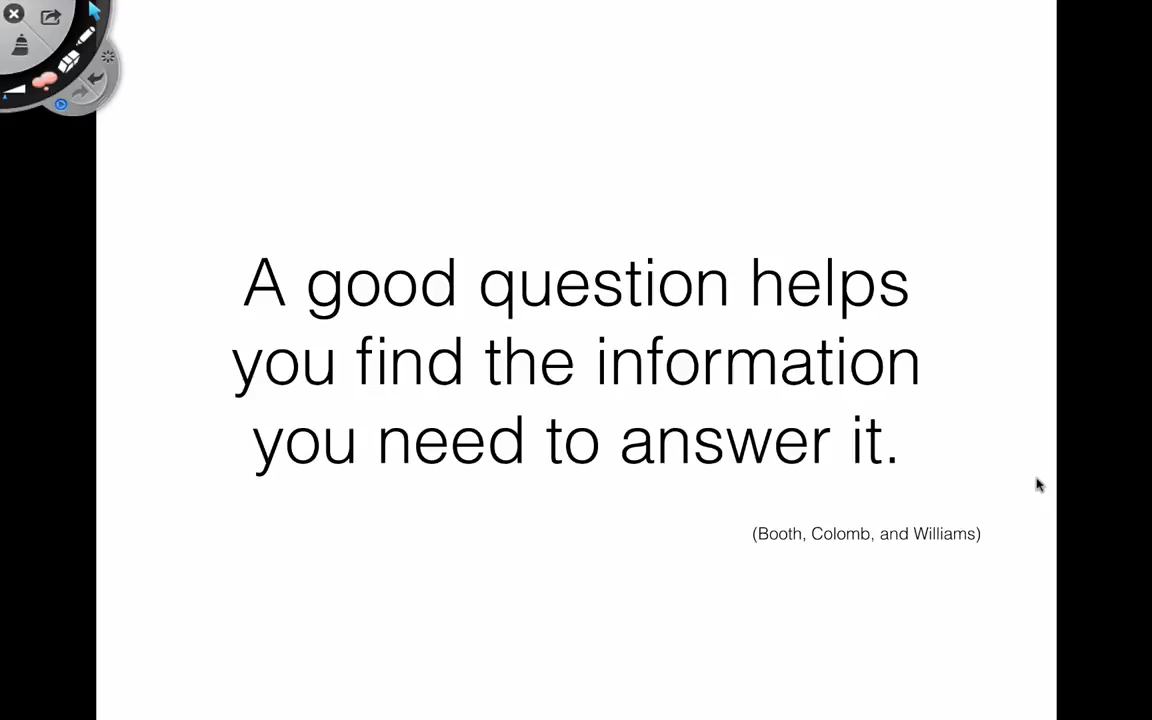 A good question helps
you find the information
you need to answer it.
(Booth, Colomb, and Williams)